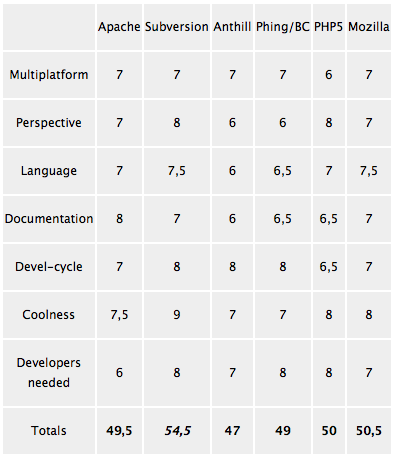 Apache Subversion Anthill Phing/BC PHP5 Mozilla
Multiplatform 7 7 7 7 6 7
Perspective 7 8 6 6 8 7
Language 7 7,5 6 6,5 7 7,5
Documentation 8 7 6 6,5 6,5 7
Devel-cycle 7 8 8 8 6,5 7
Coolness 7,5 9 7 7 8 8
Developers
needed 6 8 7 8 8 7
Totals 49,5 54,5 47 49 50 50,5